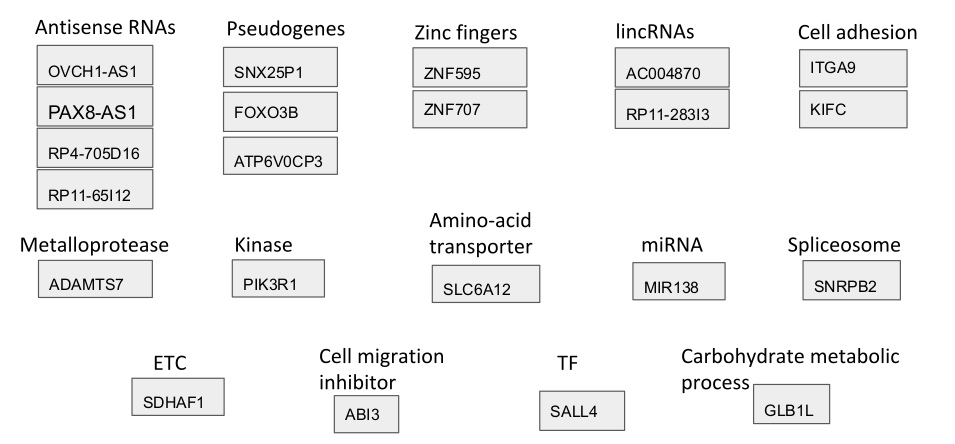 Antisense RNAs
OVCH1-AS1
PAX8-AS1
RP4-705D16
RP11-65I12
Pseudogenes
SNX25P1
FOXO3B
ATP6V0CP3
Zinc fingers
ZNF595
ZNF707
lincRNAs
AC004870
RP11-283I3
Cell adhesion
ITGA9
KIFC
Metalloprotease
ADAMTS7
Kinase
PIK3R1
Amino-acid
transporter
SLC6A12
miRNA
MIR138
Spliceosome
SNRPB2
ETC
SDHAF1
Cell migration
inhibitor
ABI3
TF
SALL4
Carbohydrate metabolic
process
GLB1L